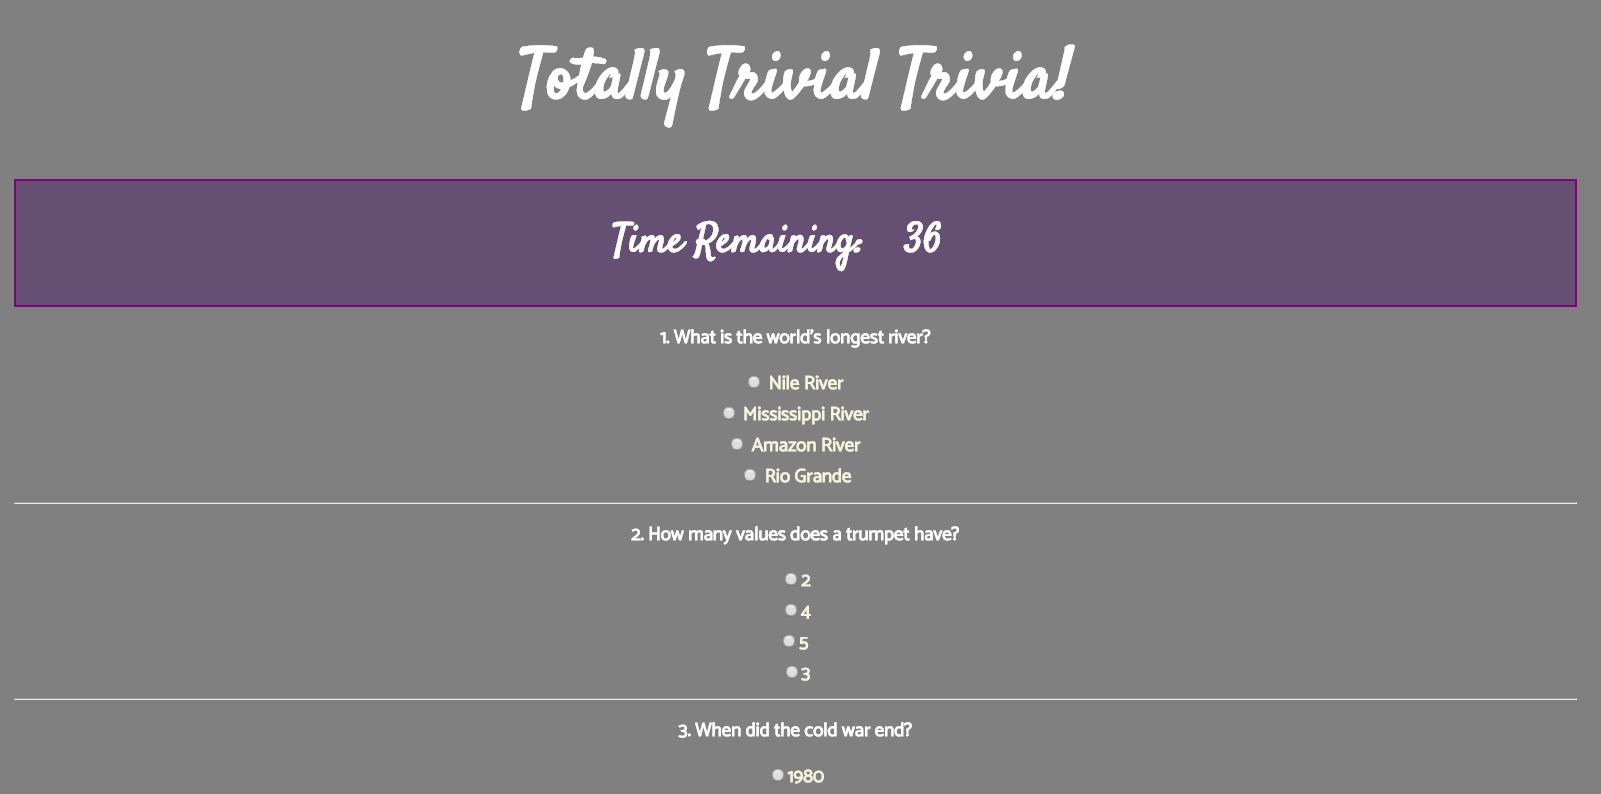 Totally Trivial Trivia!
Time Remaining: 36
1. What is the world's longest river?
Nile River
Mississippi River
Amazon River
Rio Grande
2. How many values does a trumpet have?
2
4
5
3
3. When did the cold war end?
1980